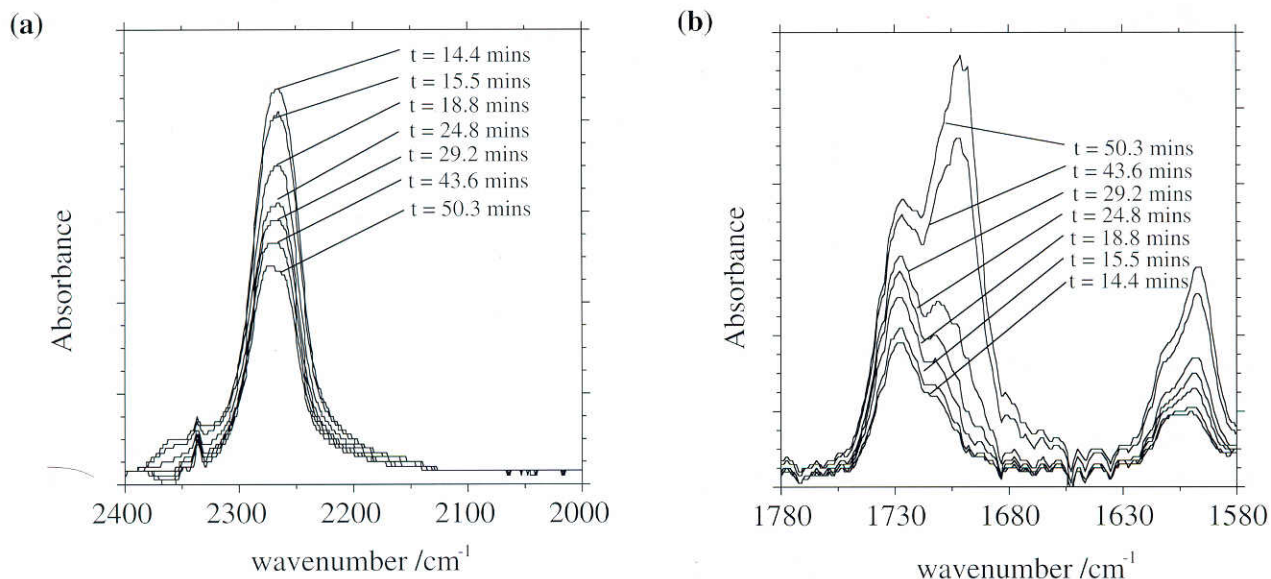 (a)
t = 14.4 mins
t = 15.5 mins
t = 18.8 mins
t = 24.8 mins
t = 29.2 mins
t = 43.6 mins
t = 50.3 mins
Absorbance
2400 2300 2200 2100 2000
wavenumber /cm-1
(b)
t = 50.3 mins
t = 43.6 mins
t = 29.2 mins
t = 24.8 mins
t = 18.8 mins
t = 15.5 mins
t = 14.4 mins
Absorbance
1780 1730 1680 1630 1580
wavenumber /cm-1